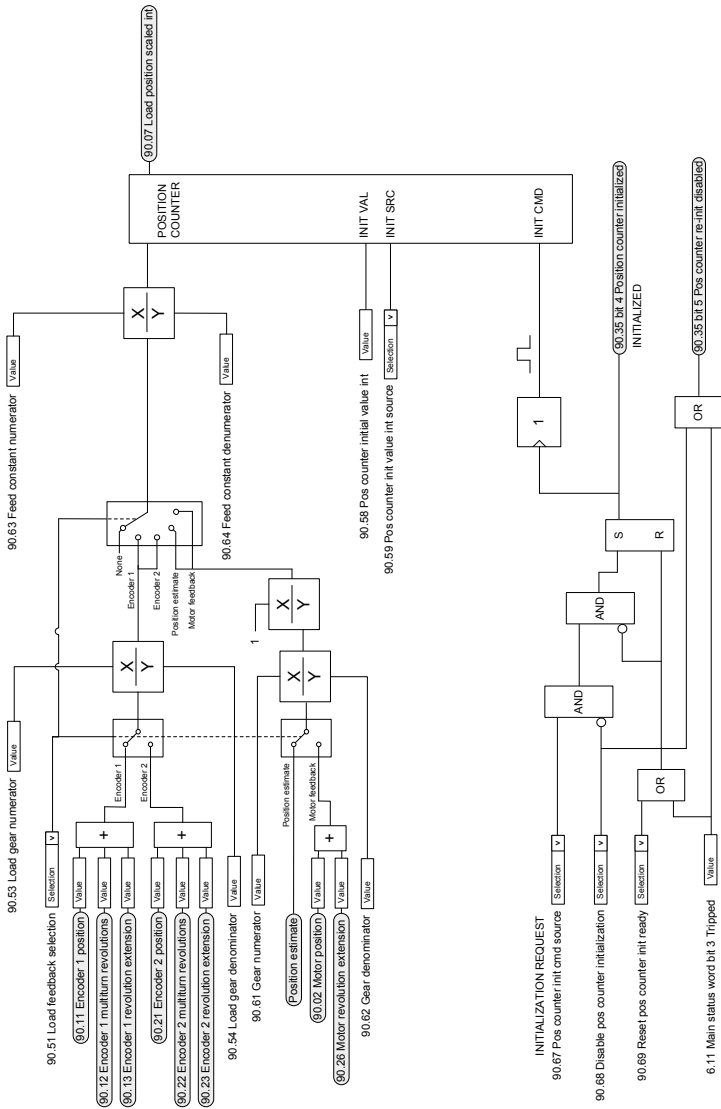 90.53 Load gear numerator Value
90.51 Load feedback selection Selection v
90.11 Encoder 1 position Value
90.12 Encoder 1 multiturn revolutions Value
90.13 Encoder 1 revolution extension Value
+
Encoder 1
90.21 Encoder 2 position Value
90.22 Encoder 2 multiturn revolutions Value
90.23 Encoder 2 revolution extension Value
+
Encoder 2
90.54 Load gear denominator Value
X
Y
90.61 Gear numerator Value
Position estimate
Position estimate
90.02 Motor position Value
90.26 Motor revolution extension Value
+
Motor feedback
90.62 Gear denominator Value
X
Y
1
X
Y
None
Encoder 1
Encoder 2
Position estimate
Motor feedback
90.63 Feed constant numerator Value
X
Y
90.64 Feed constant denumerator Value
POSITION
COUNTER
90.07 Load position scaled int
90.58 Pos counter initial value int Value
INIT VAL
90.59 Pos counter init value int source Selection v
INIT SRC
INIT CMD
INITIALIZATION REQUEST
90.67 Pos counter init cmd source Selection v
90.68 Disable pos counter initialization Selection v
90.69 Reset pos counter init ready Selection v
6.11 Main status word bit 3 Tripped
AND
OR
AND
S
R
1
90.35 bit 4 Position counter initialized
INITIALIZED
OR
90.35 bit 5 Pos counter re-init disabled